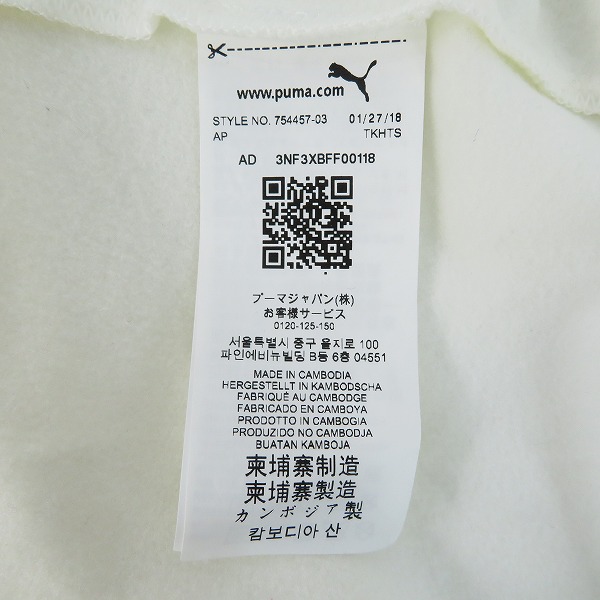 www.puma.com
STYLE NO. 754457-03 01/27/18
AP TKHTS
AD 3NF3XBFF00118
プーマジャパン(株)
お客様サービス
0120-125-150
서울특별시 중구 을지로 100
파인에비뉴빌딩 B동 6층 04551
MADE IN CAMBODIA
HERGESTELLT IN KAMBODSCHA
FABRIQUÉ AU CAMBODGE
FABRICADO EN CAMBOYA
PRODOTTO IN CAMBOGIA
PRODUZIDO NO CAMBODJA
BUATAN KAMBOJA
柬埔寨制造
柬埔寨製造
カンボジア製
캄보디아 산